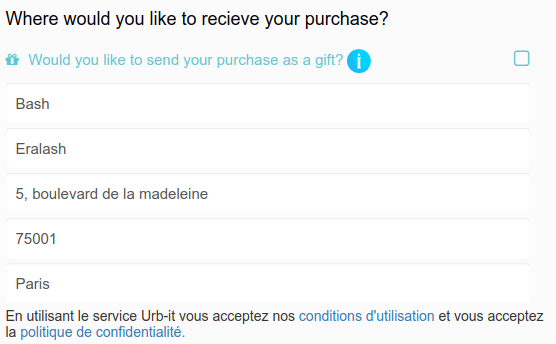 Where would you like to recieve your purchase?
Would you like to send your purchase as a gift? i
Bash
Eralash
5, boulevard de la madeleine
75001
Paris
En utilisant le service Urb-it vous acceptez nos conditions d'utilisation et vous acceptez
la politique de confidentialité.